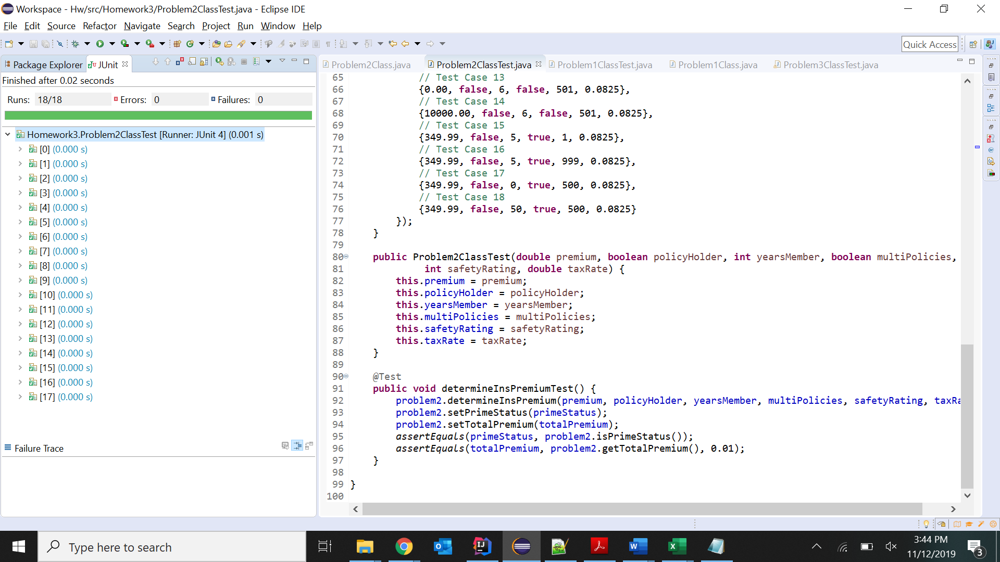 Workspace - Hw/src/Homework3/Problem2ClassTest.java - Eclipse IDE
File Edit Source Refactor Navigate Search Project Run Window Help
Quick Access
Package Explorer JUnit
Finished after 0.02 seconds
Runs: 18/18 Errors: 0 Failures: 0
Homework3.Problem2ClassTest [Runner: JUnit 4] (0.001 s)
[0] (0.000 s)
[1] (0.000 s)
[2] (0.000 s)
[3] (0.000 s)
[4] (0.000 s)
[5] (0.000 s)
[6] (0.000 s)
[7] (0.000 s)
[8] (0.000 s)
[9] (0.000 s)
[10] (0.000 s)
[11] (0.000 s)
[12] (0.000 s)
[13] (0.000 s)
[14] (0.000 s)
[15] (0.000 s)
[16] (0.000 s)
[17] (0.000 s)
Failure Trace
Problem2Class.java Problem2ClassTest.java Problem1ClassTest.java Problem1Class.java Problem3ClassTest.java
65 // Test Case 13
66 {0.00, false, 6, false, 501, 0.0825},
67 // Test Case 14
68 {10000.00, false, 6, false, 501, 0.0825},
69 // Test Case 15
70 {349.99, false, 5, true, 1, 0.0825},
71 // Test Case 16
72 {349.99, false, 5, true, 999, 0.0825},
73 // Test Case 17
74 {349.99, false, 0, true, 500, 0.0825},
75 // Test Case 18
76 {349.99, false, 50, true, 500, 0.0825}
77 });
78 }
79
80 public Problem2ClassTest(double premium, boolean policyHolder, int yearsMember, boolean multiPolicies,
81 int safetyRating, double taxRate) {
82 this.premium = premium;
83 this.policyHolder = policyHolder;
84 this.yearsMember = yearsMember;
85 this.multiPolicies = multiPolicies;
86 this.safetyRating = safetyRating;
87 this.taxRate = taxRate;
88 }
89
90 @Test
91 public void determineInsPremiumTest() {
92 problem2.determineInsPremium(premium, policyHolder, yearsMember, multiPolicies, safetyRating, taxRa
93 problem2.setPrimeStatus(primeStatus);
94 problem2.setTotalPremium(totalPremium);
95 assertEquals(primeStatus, problem2.isPrimeStatus());
96 assertEquals(totalPremium, problem2.getTotalPremium(), 0.01);
97 }
98
99 }
100
Type here to search
3:44 PM
11/12/2019
3